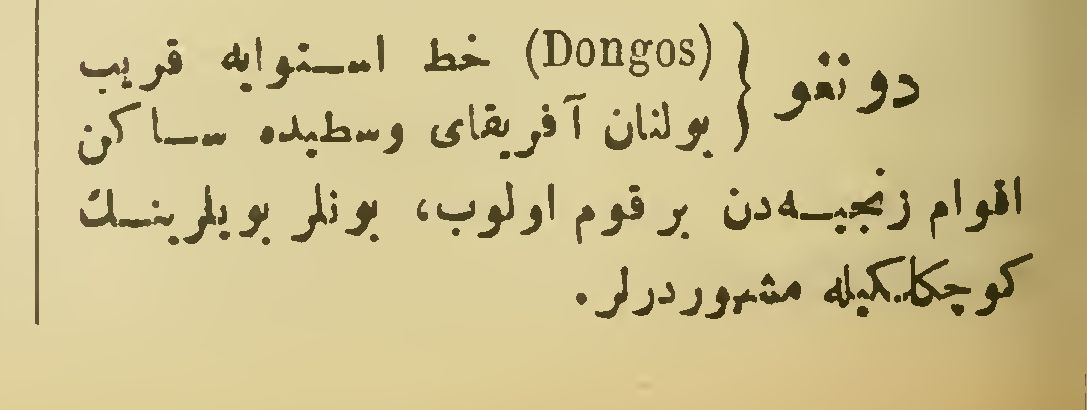 دونغو { (Dongos) خط استوایه قریب
بولنان آفریقای وسطیده ساکن
اقوام زنجیه‌دن بر قوم اولوب، بونلر بویلرینك
کوچکلکیله مشهوردرلر.